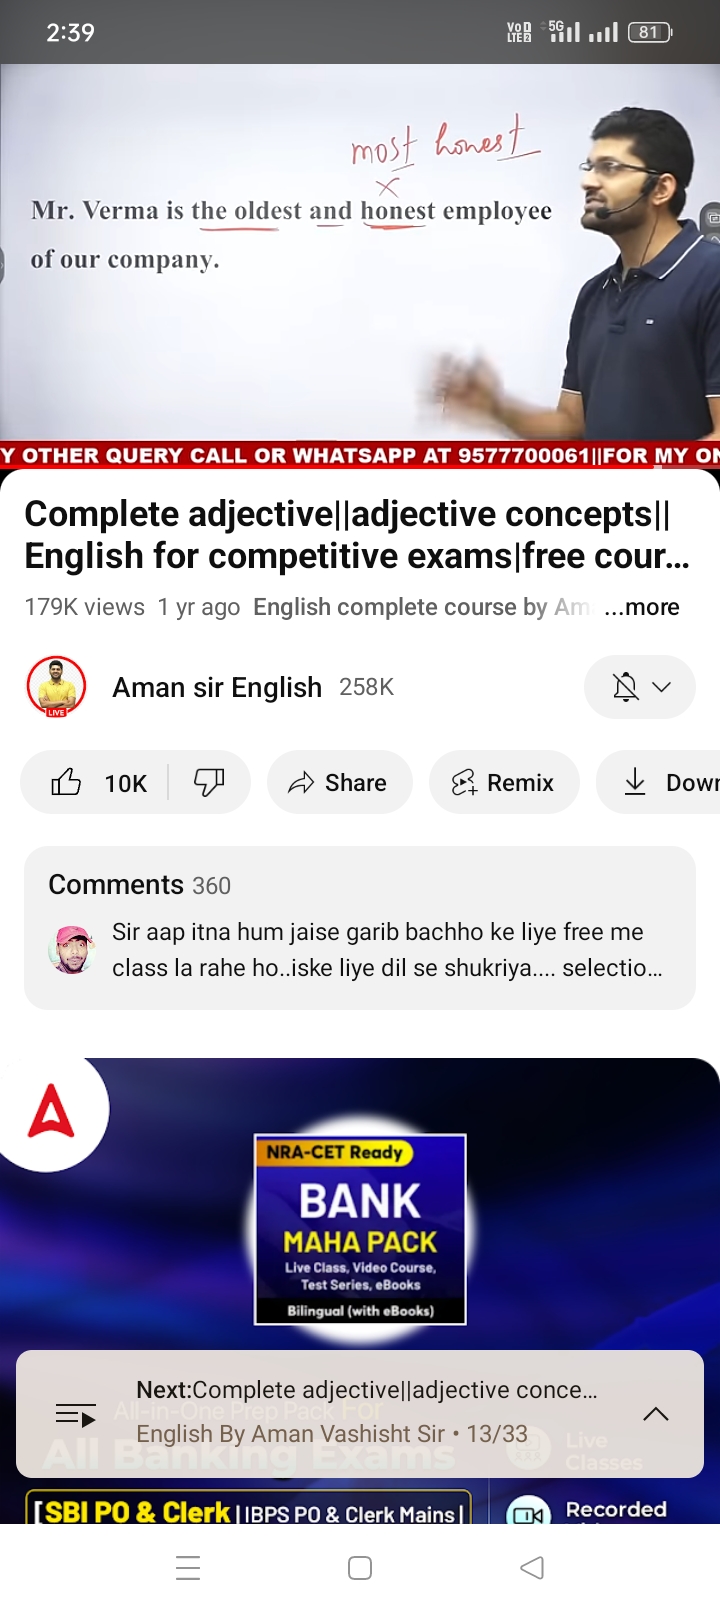 2:39
VoD LTE2 5G 81
most honest
Mr. Verma is the oldest and honest employee
of our company.
Y OTHER QUERY CALL OR WHATSAPP AT 9577700061||FOR MY ON
Complete adjective||adjective concepts||
English for competitive exams|free cour...
179K views 1 yr ago English complete course by Am ...more
LIVE
Aman sir English 258K
10K Share Remix Down
Comments 360
Sir aap itna hum jaise garib bachho ke liye free me
class la rahe ho..iske liye dil se shukriya.... selectio...
NRA-CET Ready
BANK
MAHA PACK
Live Class, Video Course,
Test Series, eBooks
Bilingual (with eBooks)
Next:Complete adjective||adjective conce...
All-in-One Prep Pack For
English By Aman Vashisht Sir • 13/33
All Banking Exams
Live
Classes
[SBI PO & Clerk | IBPS PO & Clerk Mains |
Recorded